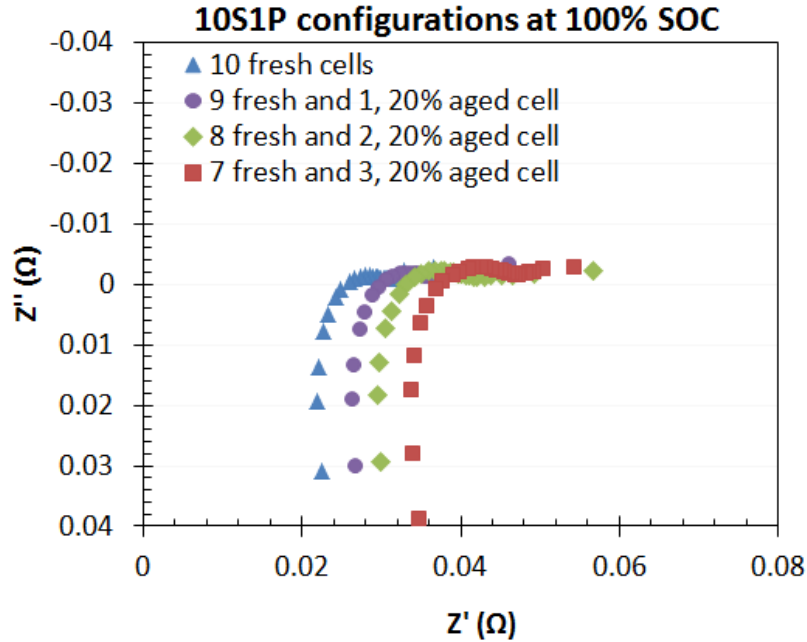 10S1P configurations at 100% SOC
-0.04
-0.03
-0.02
-0.01
0
0.01
0.02
0.03
0.04
Z'' (Ω)
10 fresh cells
9 fresh and 1, 20% aged cell
8 fresh and 2, 20% aged cell
7 fresh and 3, 20% aged cell
0 0.02 0.04 0.06 0.08
Z' (Ω)